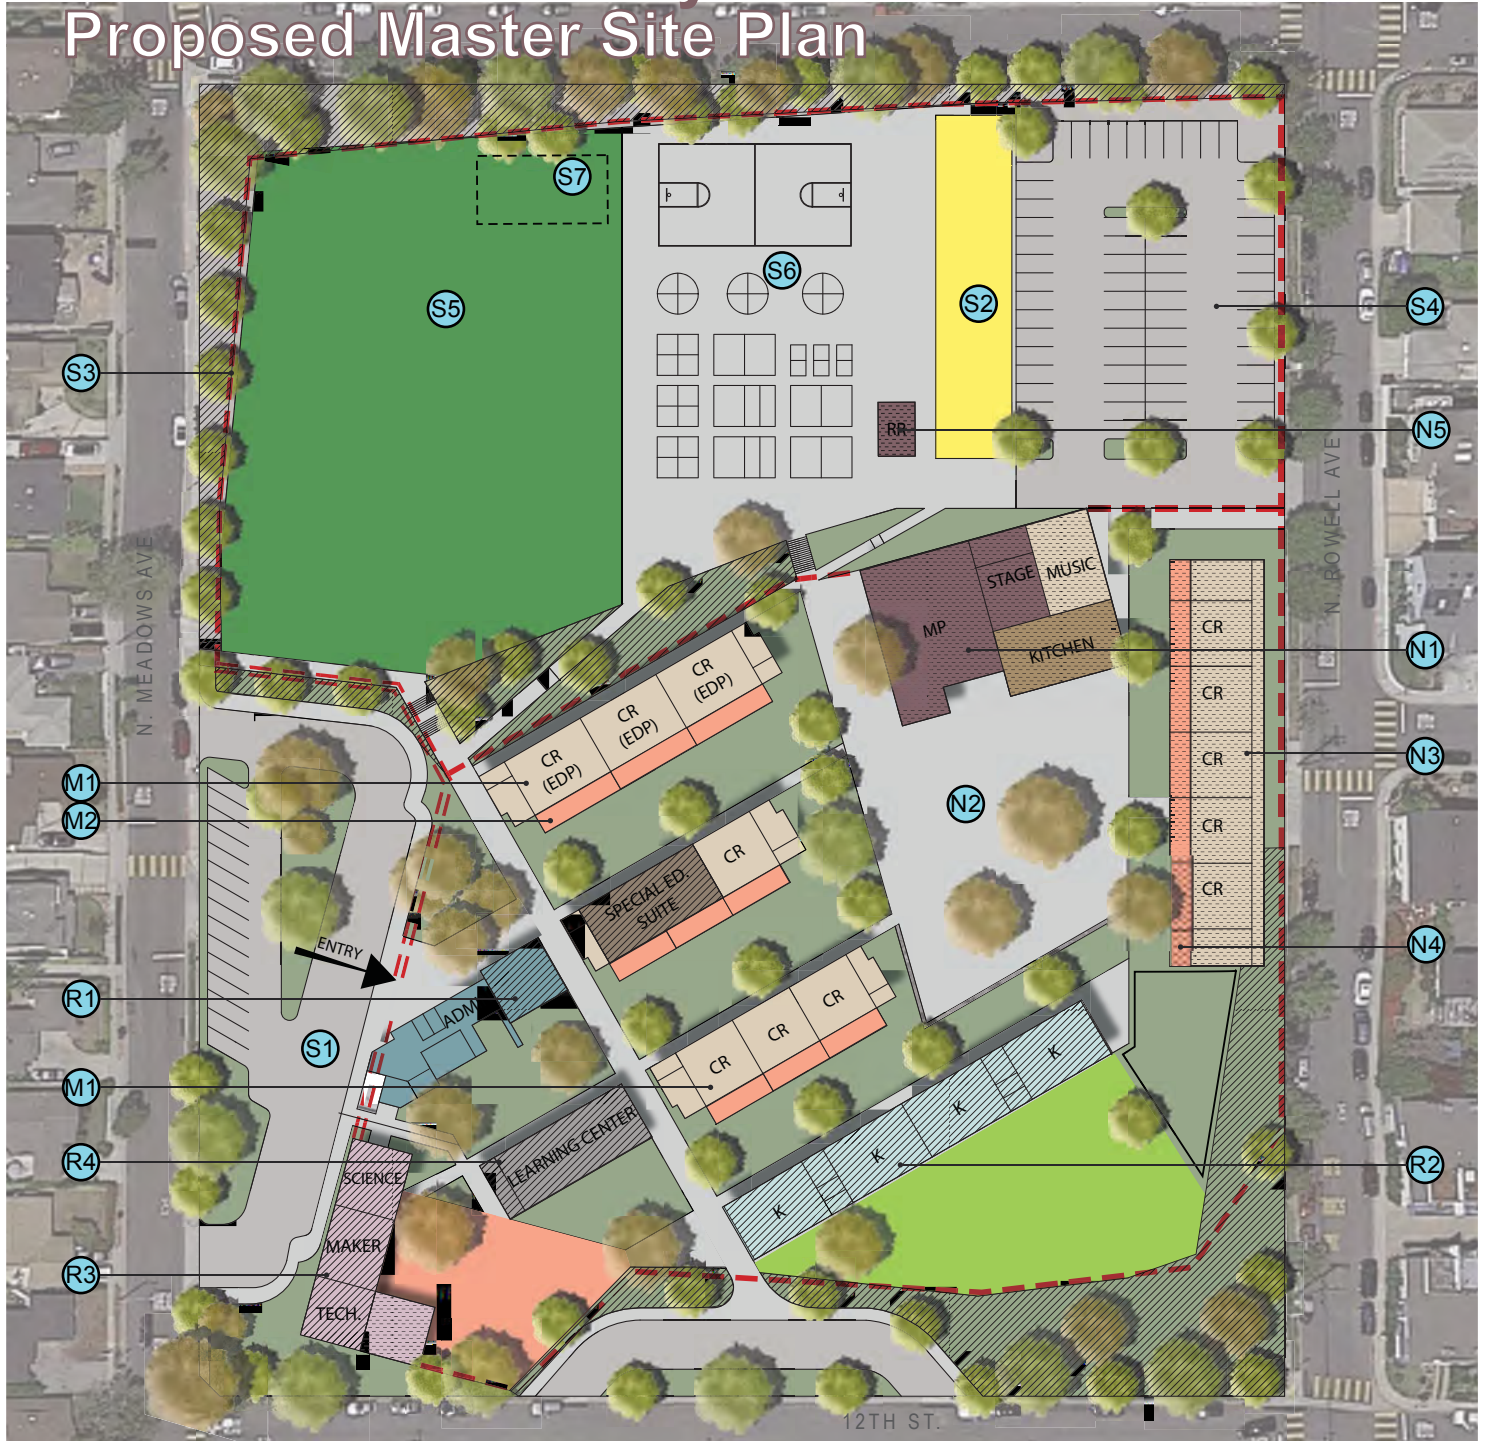 Proposed Master Site Plan
S7
S6
S5
S2
S4
S3
RR
N5
N. ROWELL AVE
N. MEADOWS AVE
STAGE
MUSIC
MP
KITCHEN
N1
CR
CR
CR
CR
CR
N3
N4
N2
CR
(EDP)
CR
(EDP)
CR
(EDP)
M1
M2
SPECIAL ED.
SUITE
CR
ENTRY
R1
ADM
S1
CR
CR
CR
M1
K
K
K
K
R4
LEARNING CENTER
R2
SCIENCE
MAKER
R3
TECH.
12TH ST.